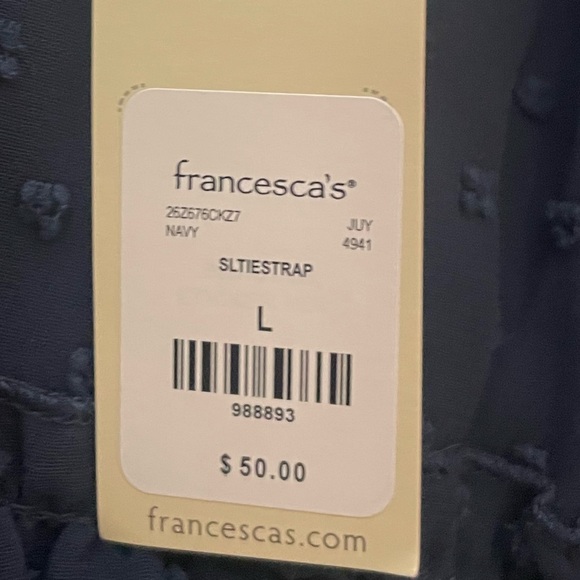 francesca's®
26Z676CKZ7 JUY
NAVY 4941
SLTIESTRAP
L
988893
$50.00
francescas.com